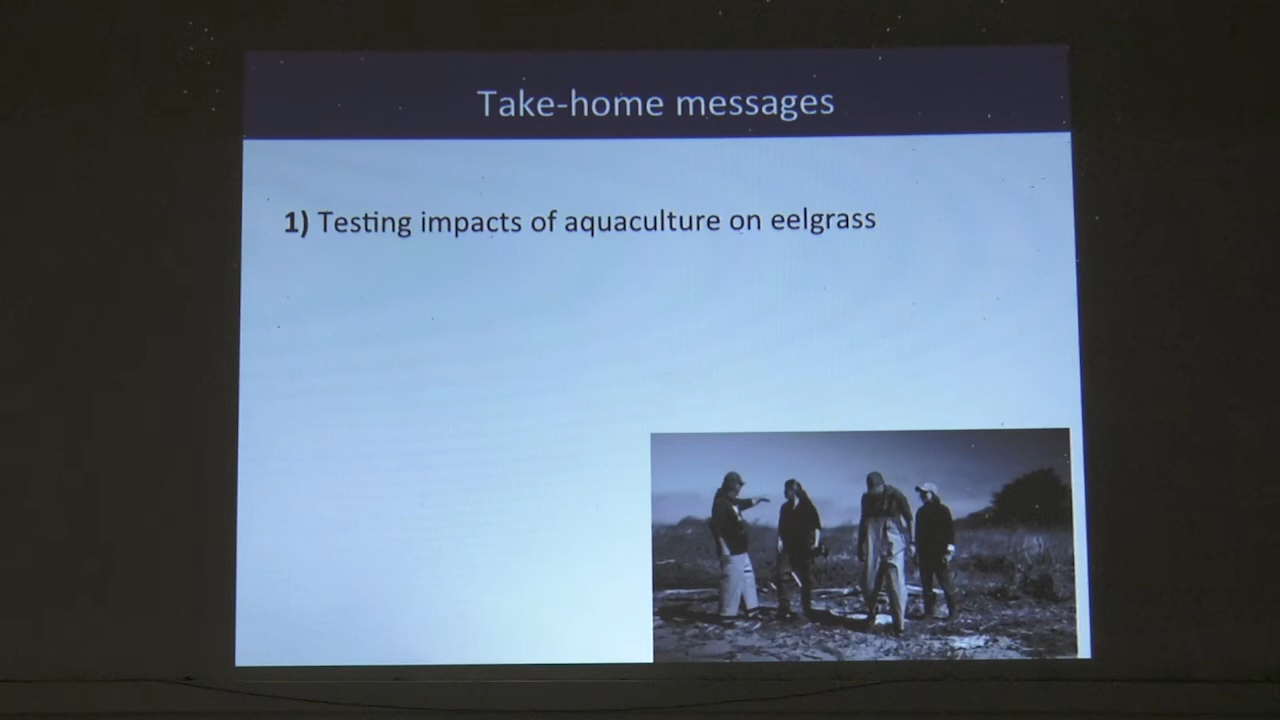 Take-home messages
1) Testing impacts of aquaculture on eelgrass